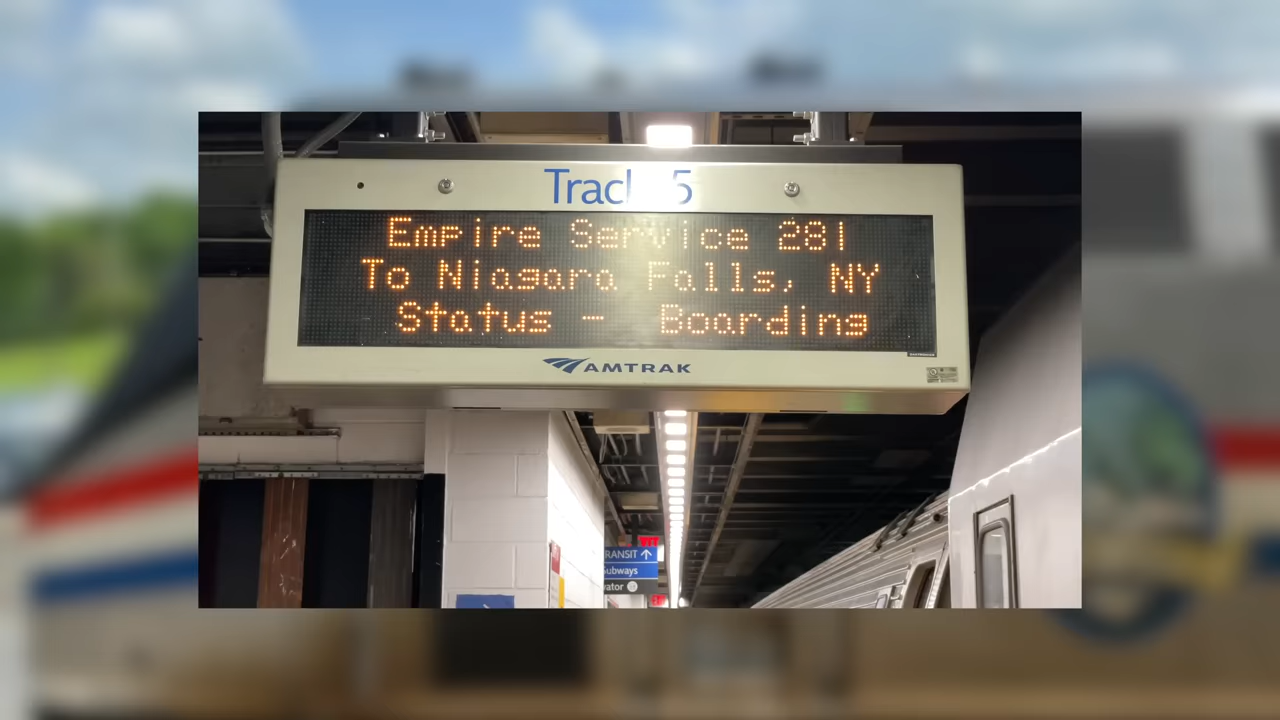 Track 5
Empire Service 281
To Niagara Falls, NY
Status - Boarding
AMTRAK
TRANSIT ↑
Subways